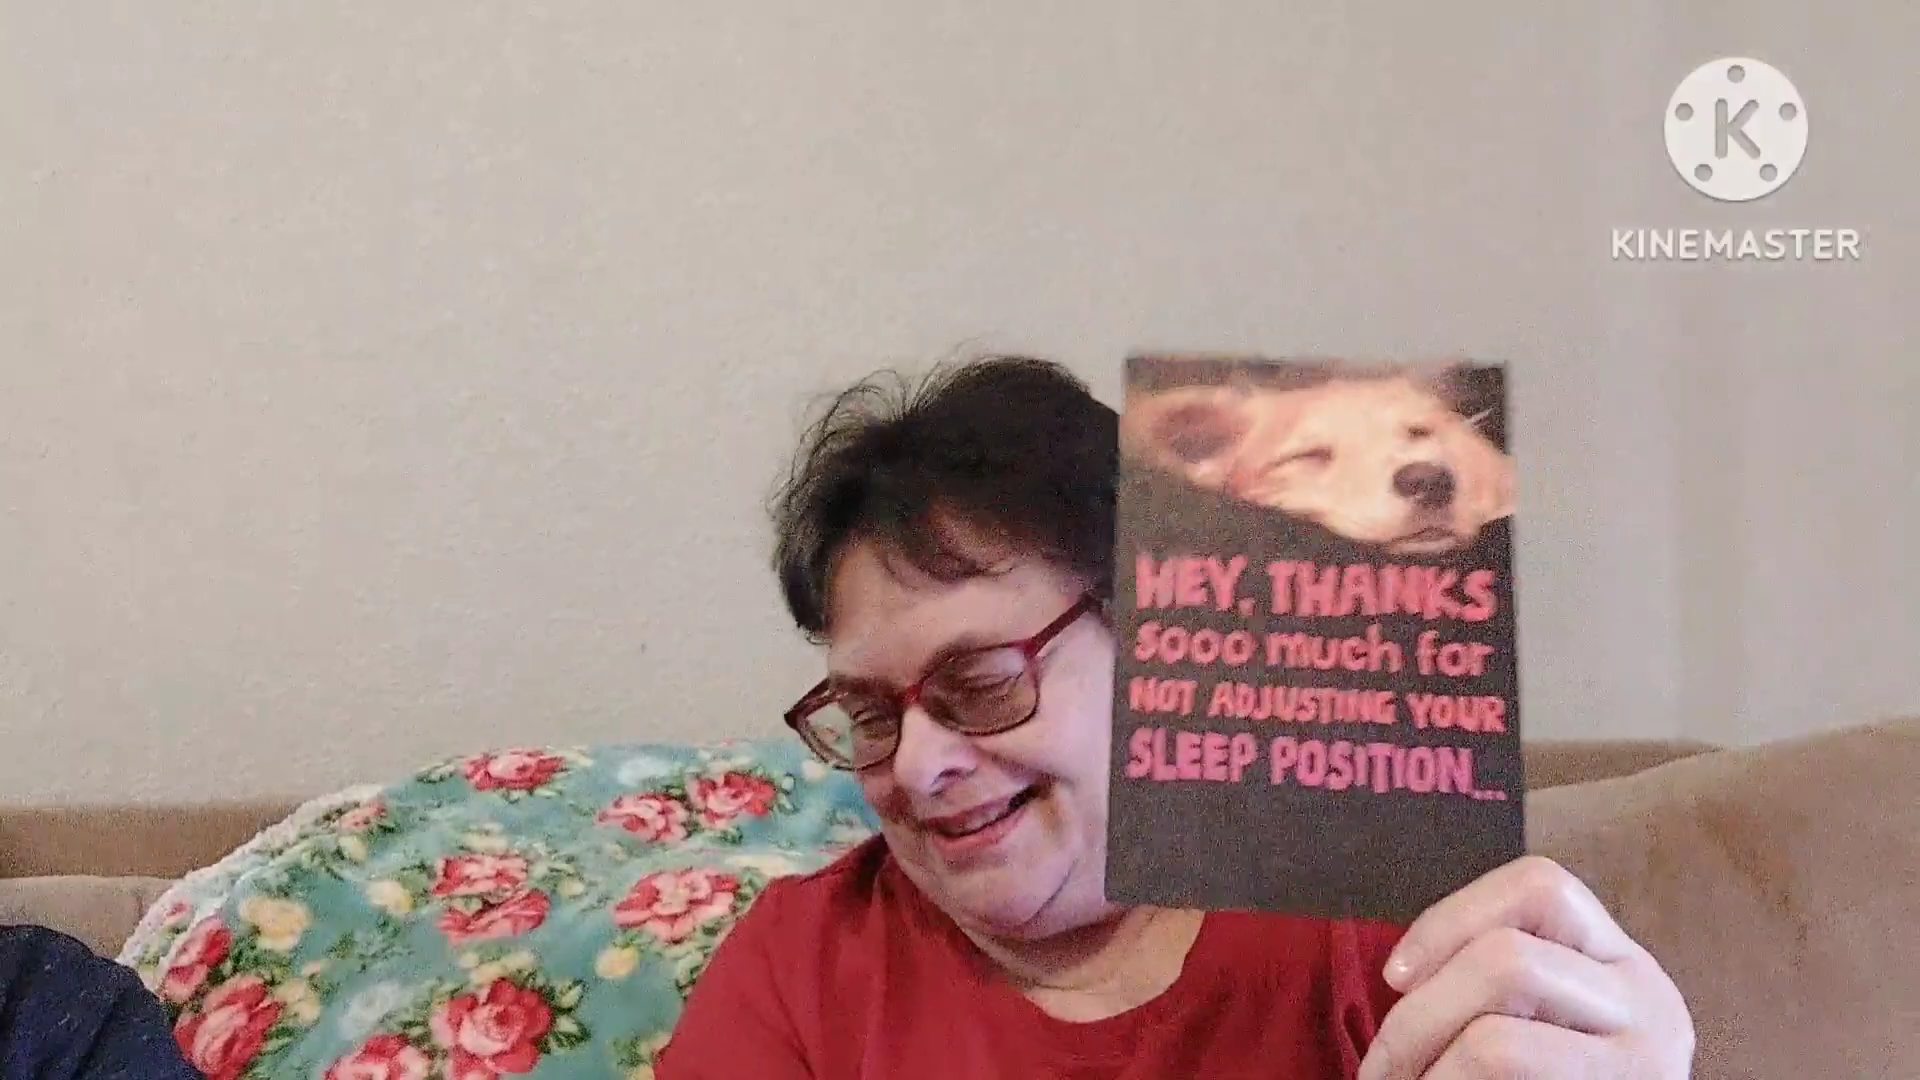 K
KINEMASTER
HEY, THANKS
sooo much for
NOT ADJUSTING YOUR
SLEEP POSITION...